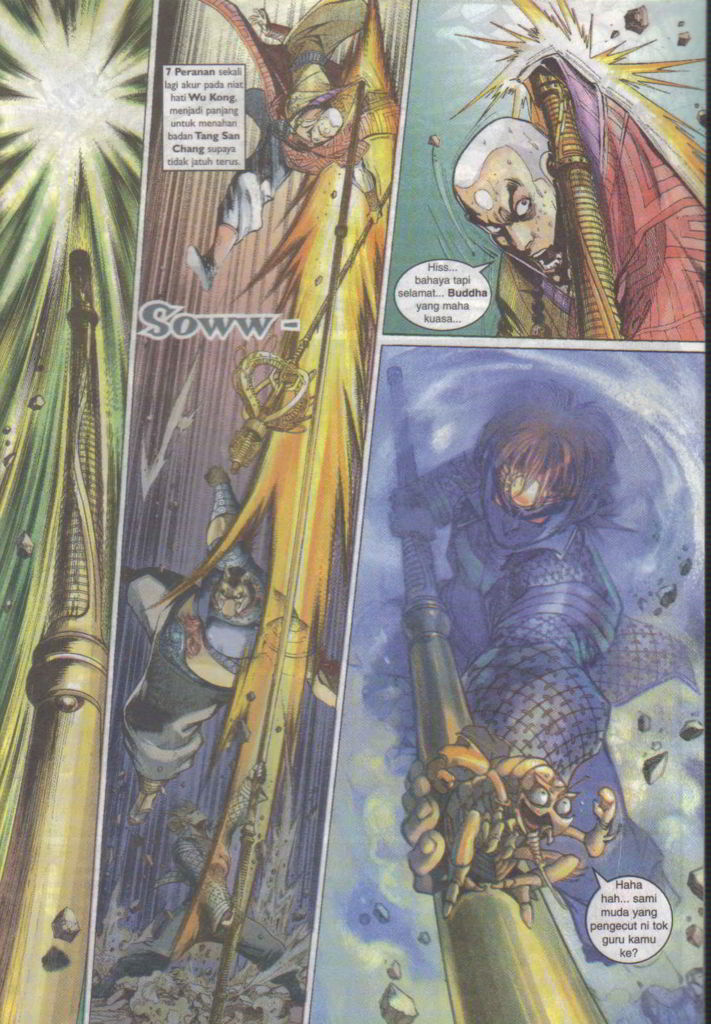 7 Peranan sekali
lagi akur pada niat
hati Wu Kong,
menjadi panjang
untuk menahan
badan Tang San
Chang supaya
tidak jatuh terus.
Hiss...
bahaya tapi
selamat... Buddha
yang maha
kuasa...
Soww -
Haha
hah... sami
muda yang
pengecut ni tok
guru kamu
ke?